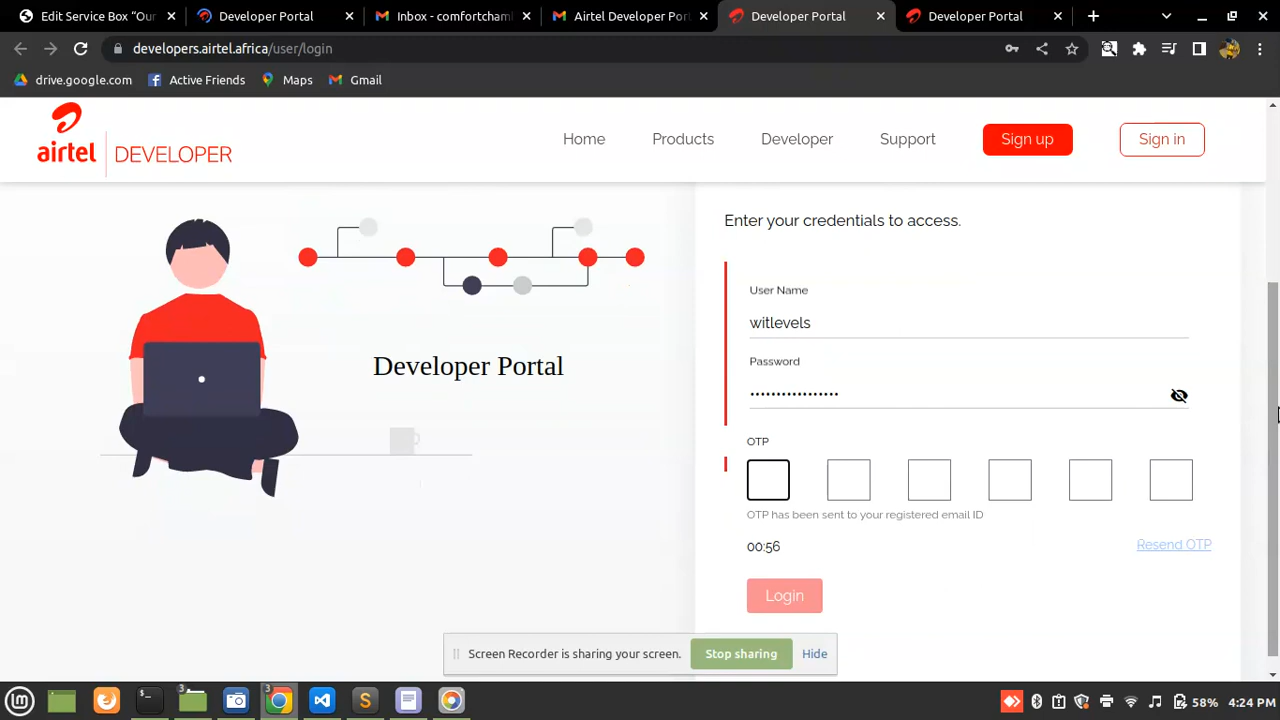 Edit Service Box “Our
Developer Portal
Inbox - comfortcham
Airtel Developer Port
Developer Portal
Developer Portal
developers.airtel.africa/user/login
drive.google.com
Active Friends
Maps
Gmail
airtel DEVELOPER
Home
Products
Developer
Support
Sign up
Sign in
Enter your credentials to access.
User Name
witlevels
Password
Developer Portal
OTP
OTP has been sent to your registered email ID
00:56
Resend OTP
Login
Screen Recorder is sharing your screen.
Stop sharing
Hide
3
3
58%
4:24 PM